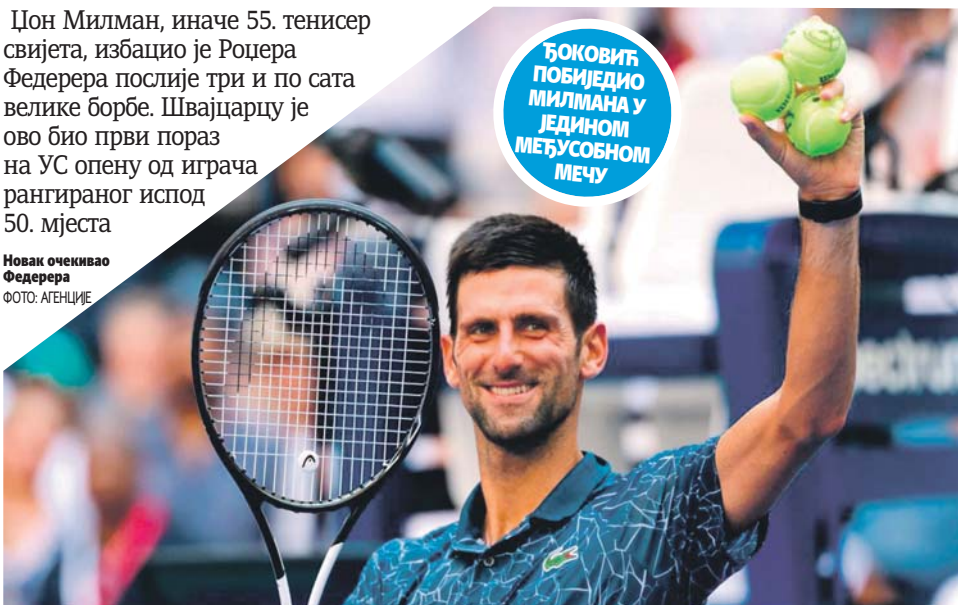 Џон Милман, иначе 55. тенисер
свијета, избацио је Роџера
Федерера послије три и по сата
велике борбе. Швајцарцу је
ово био први пораз
на УС опену од играча
рангираног испод
50. мјеста
Новак очекивао
Федерера
ФОТО: АГЕНЦИЈЕ
ЂОКОВИЋ
ПОБИЈЕДИО
МИЛМАНА У
ЈЕДИНОМ
МЕЂУСОБНОМ
МЕЧУ